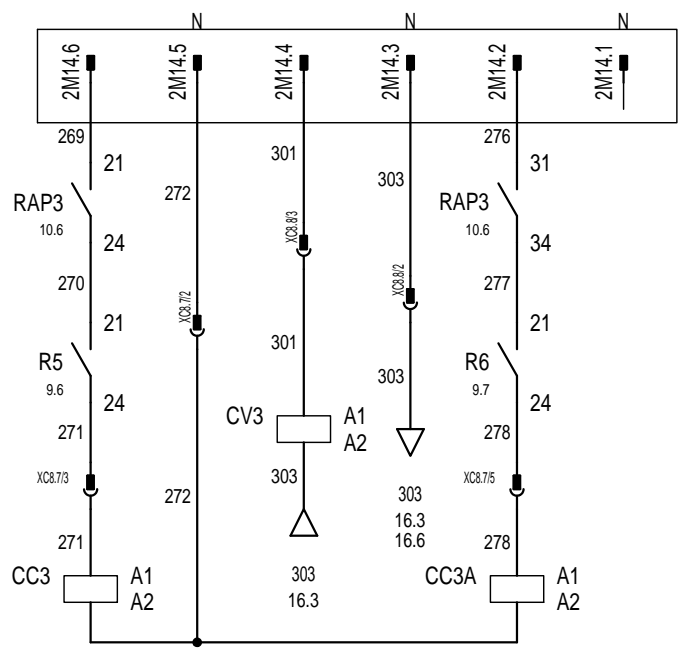 N N N
2M14.6 2M14.5 2M14.4 2M14.3 2M14.2 2M14.1
269 276
301
21 31
272 303
RAP3 RAP3
10.6 10.6
XC8.8/3
24 34
270 277
XC8.7/2 XC8.8/2
21 21
301
R5 R6
303
9.6 9.7
24 24
CV3 A1
A2
271 278
XC8.7/3 303 XC8.7/5
272 303
16.3
16.6
271 278
CC3 A1
A2
303
16.3
CC3A A1
A2